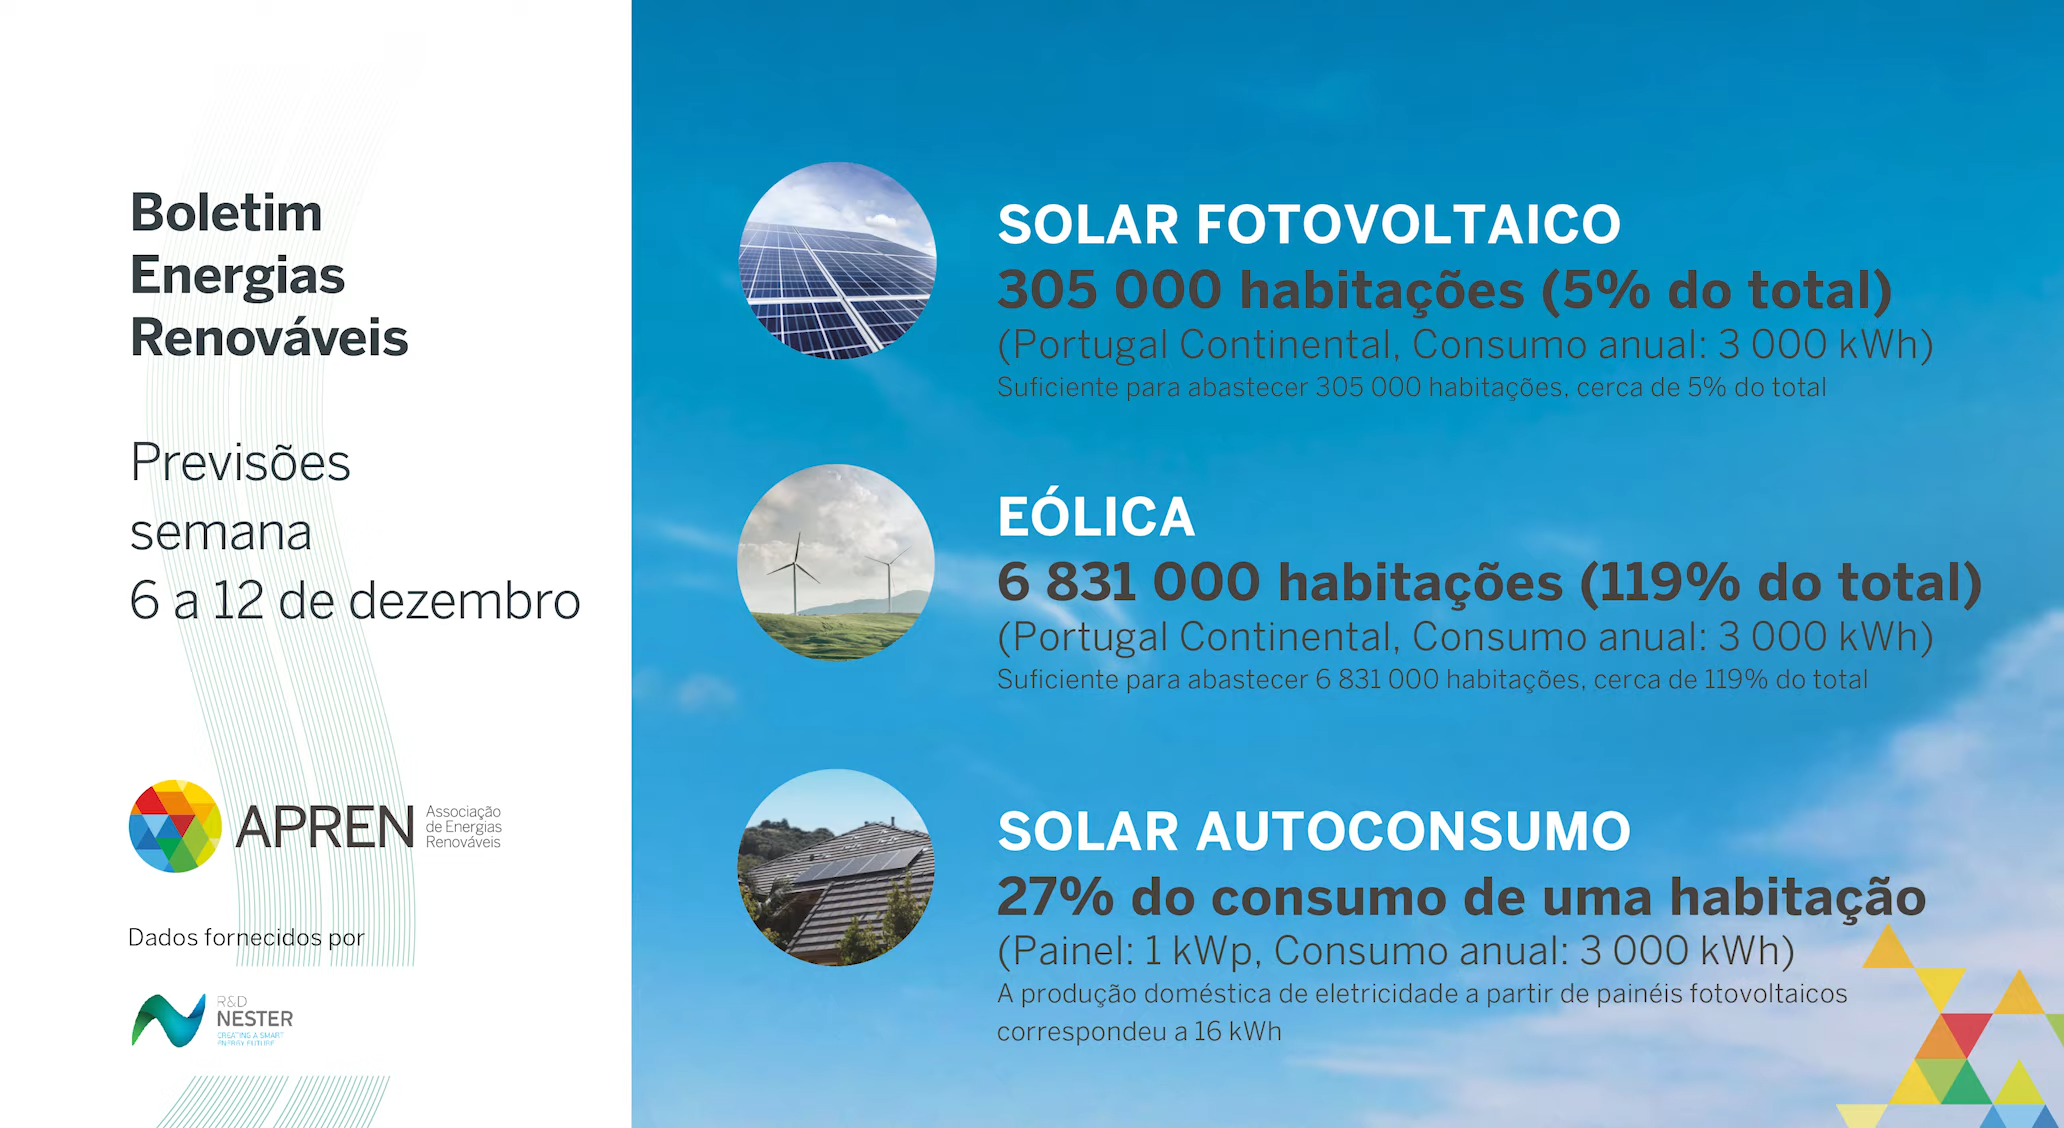 Boletim
Energias
Renováveis
Previsões
semana
6 a 12 de dezembro
APREN
Associação
de Energias
Renováveis
Dados fornecidos por
R&D
NESTER
CREATING A SMART
ENERGY FUTURE
SOLAR FOTOVOLTAICO
305 000 habitações (5% do total)
(Portugal Continental, Consumo anual: 3 000 kWh)
Suficiente para abastecer 305 000 habitações, cerca de 5% do total
EÓLICA
6 831 000 habitações (119% do total)
(Portugal Continental, Consumo anual: 3 000 kWh)
Suficiente para abastecer 6 831 000 habitações, cerca de 119% do total
SOLAR AUTOCONSUMO
27% do consumo de uma habitação
(Painel: 1 kWp, Consumo anual: 3 000 kWh)
A produção doméstica de eletricidade a partir de painéis fotovoltaicos
correspondeu a 16 kWh